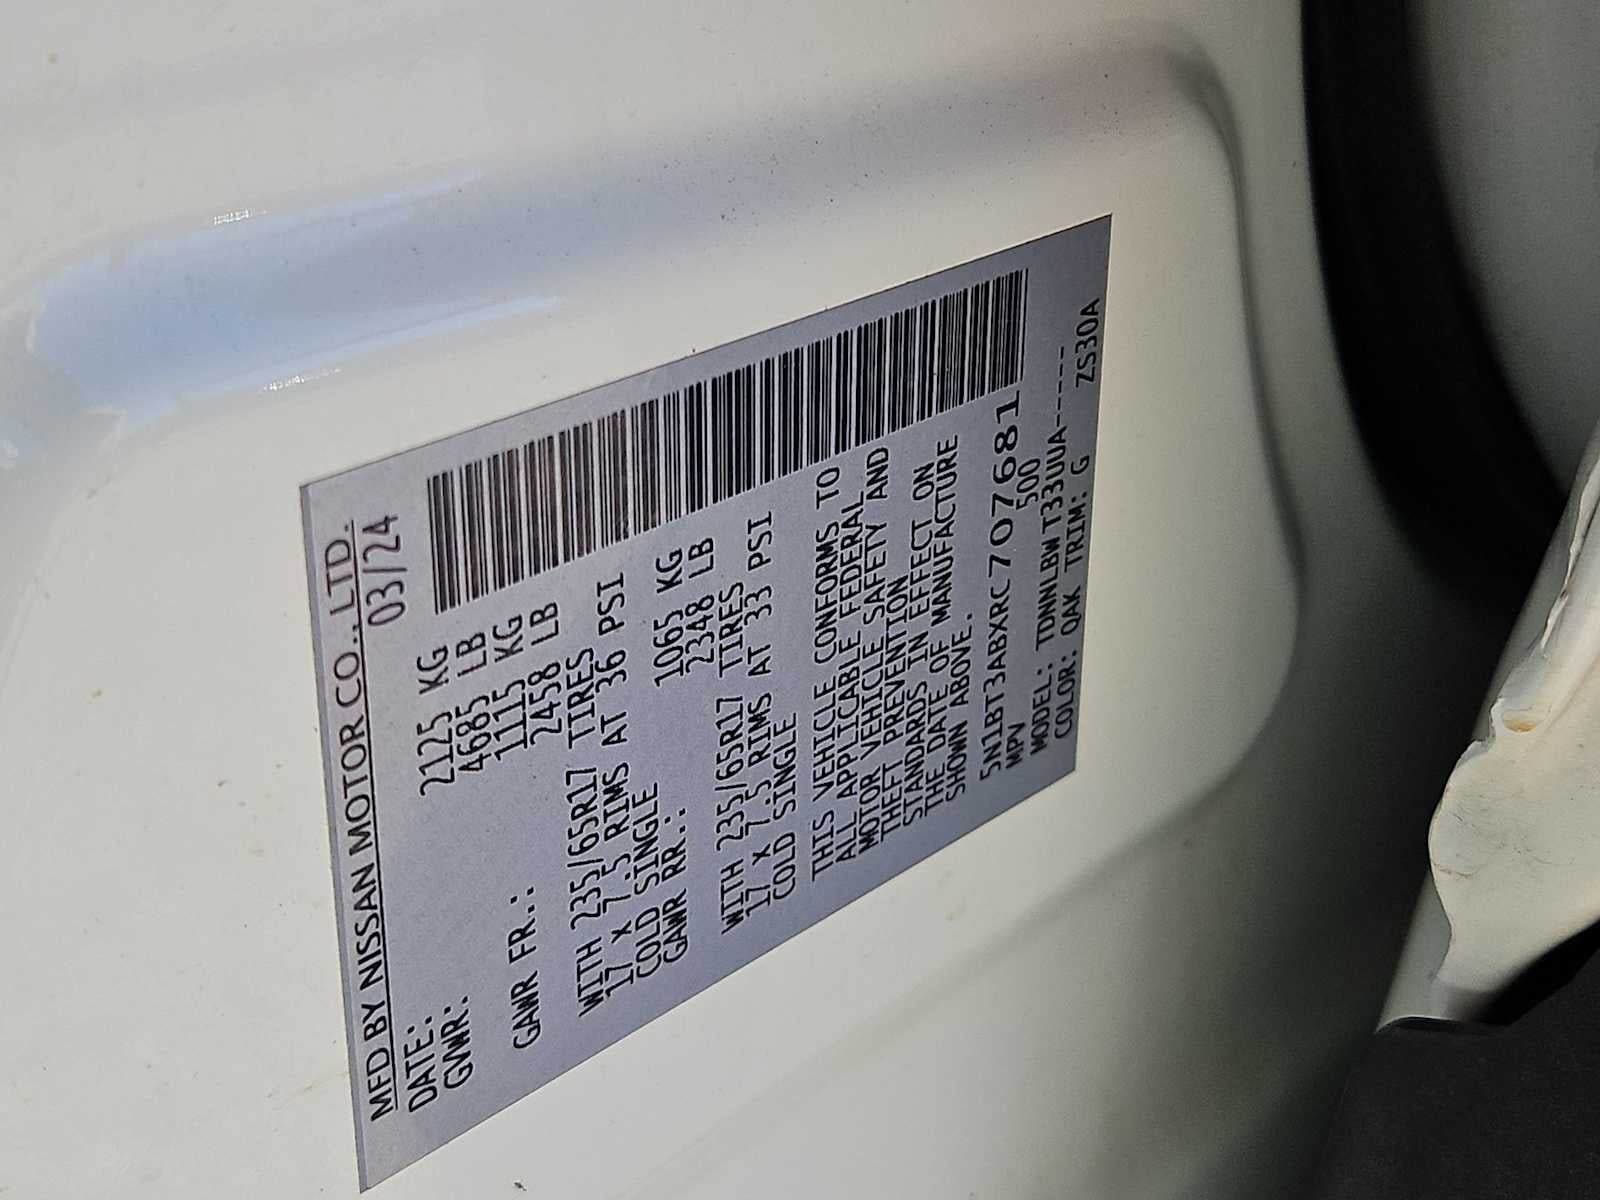 MFD BY NISSAN MOTOR CO., LTD.
DATE: 03/24
GVWR: 2125 KG
4685 LB
GAWR FR.: 1115 KG
2458 LB
WITH 235/65R17 TIRES
17 x 7.5 RIMS AT 36 PSI
COLD SINGLE
GAWR RR.: 1065 KG
2348 LB
WITH 235/65R17 TIRES
17 x 7.5 RIMS AT 33 PSI
COLD SINGLE
THIS VEHICLE CONFORMS TO
ALL APPLICABLE FEDERAL
MOTOR VEHICLE SAFETY AND
THEFT PREVENTION
STANDARDS IN EFFECT ON
THE DATE OF MANUFACTURE
SHOWN ABOVE.
5N1BT3ABXRC707681
MPV 500
MODEL: TDNNLBW T33UUA-----
COLOR: QAK TRIM: G ZS30A